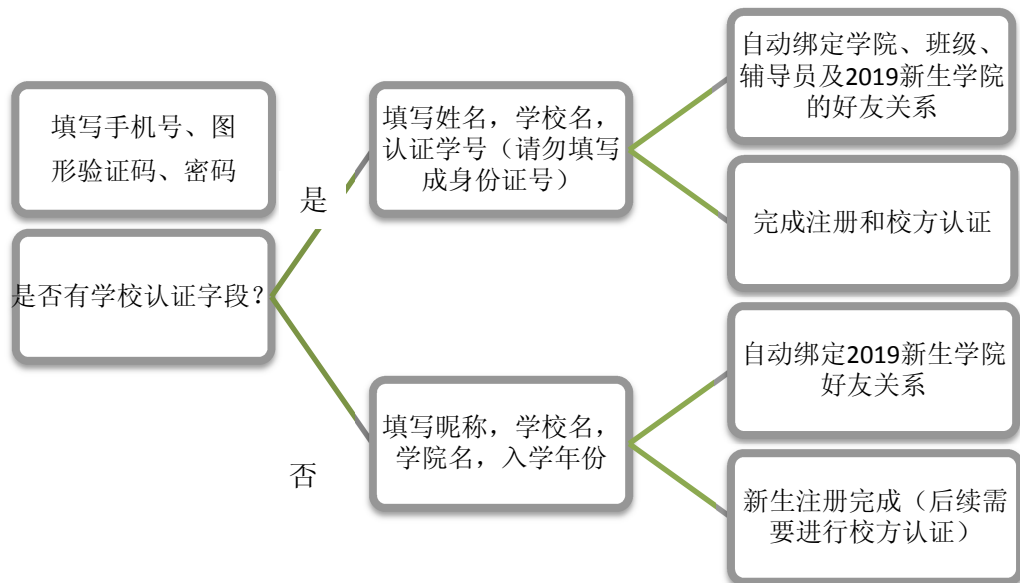 填写手机号、图
形验证码、密码
是否有学校认证字段？
是
否
填写姓名，学校名，
认证学号（请勿填写
成身份证号）
填写昵称，学校名，
学院名，入学年份
自动绑定学院、班级、
辅导员及2019新生学院
的好友关系
完成注册和校方认证
自动绑定2019新生学院
好友关系
新生注册完成（后续需
要进行校方认证）